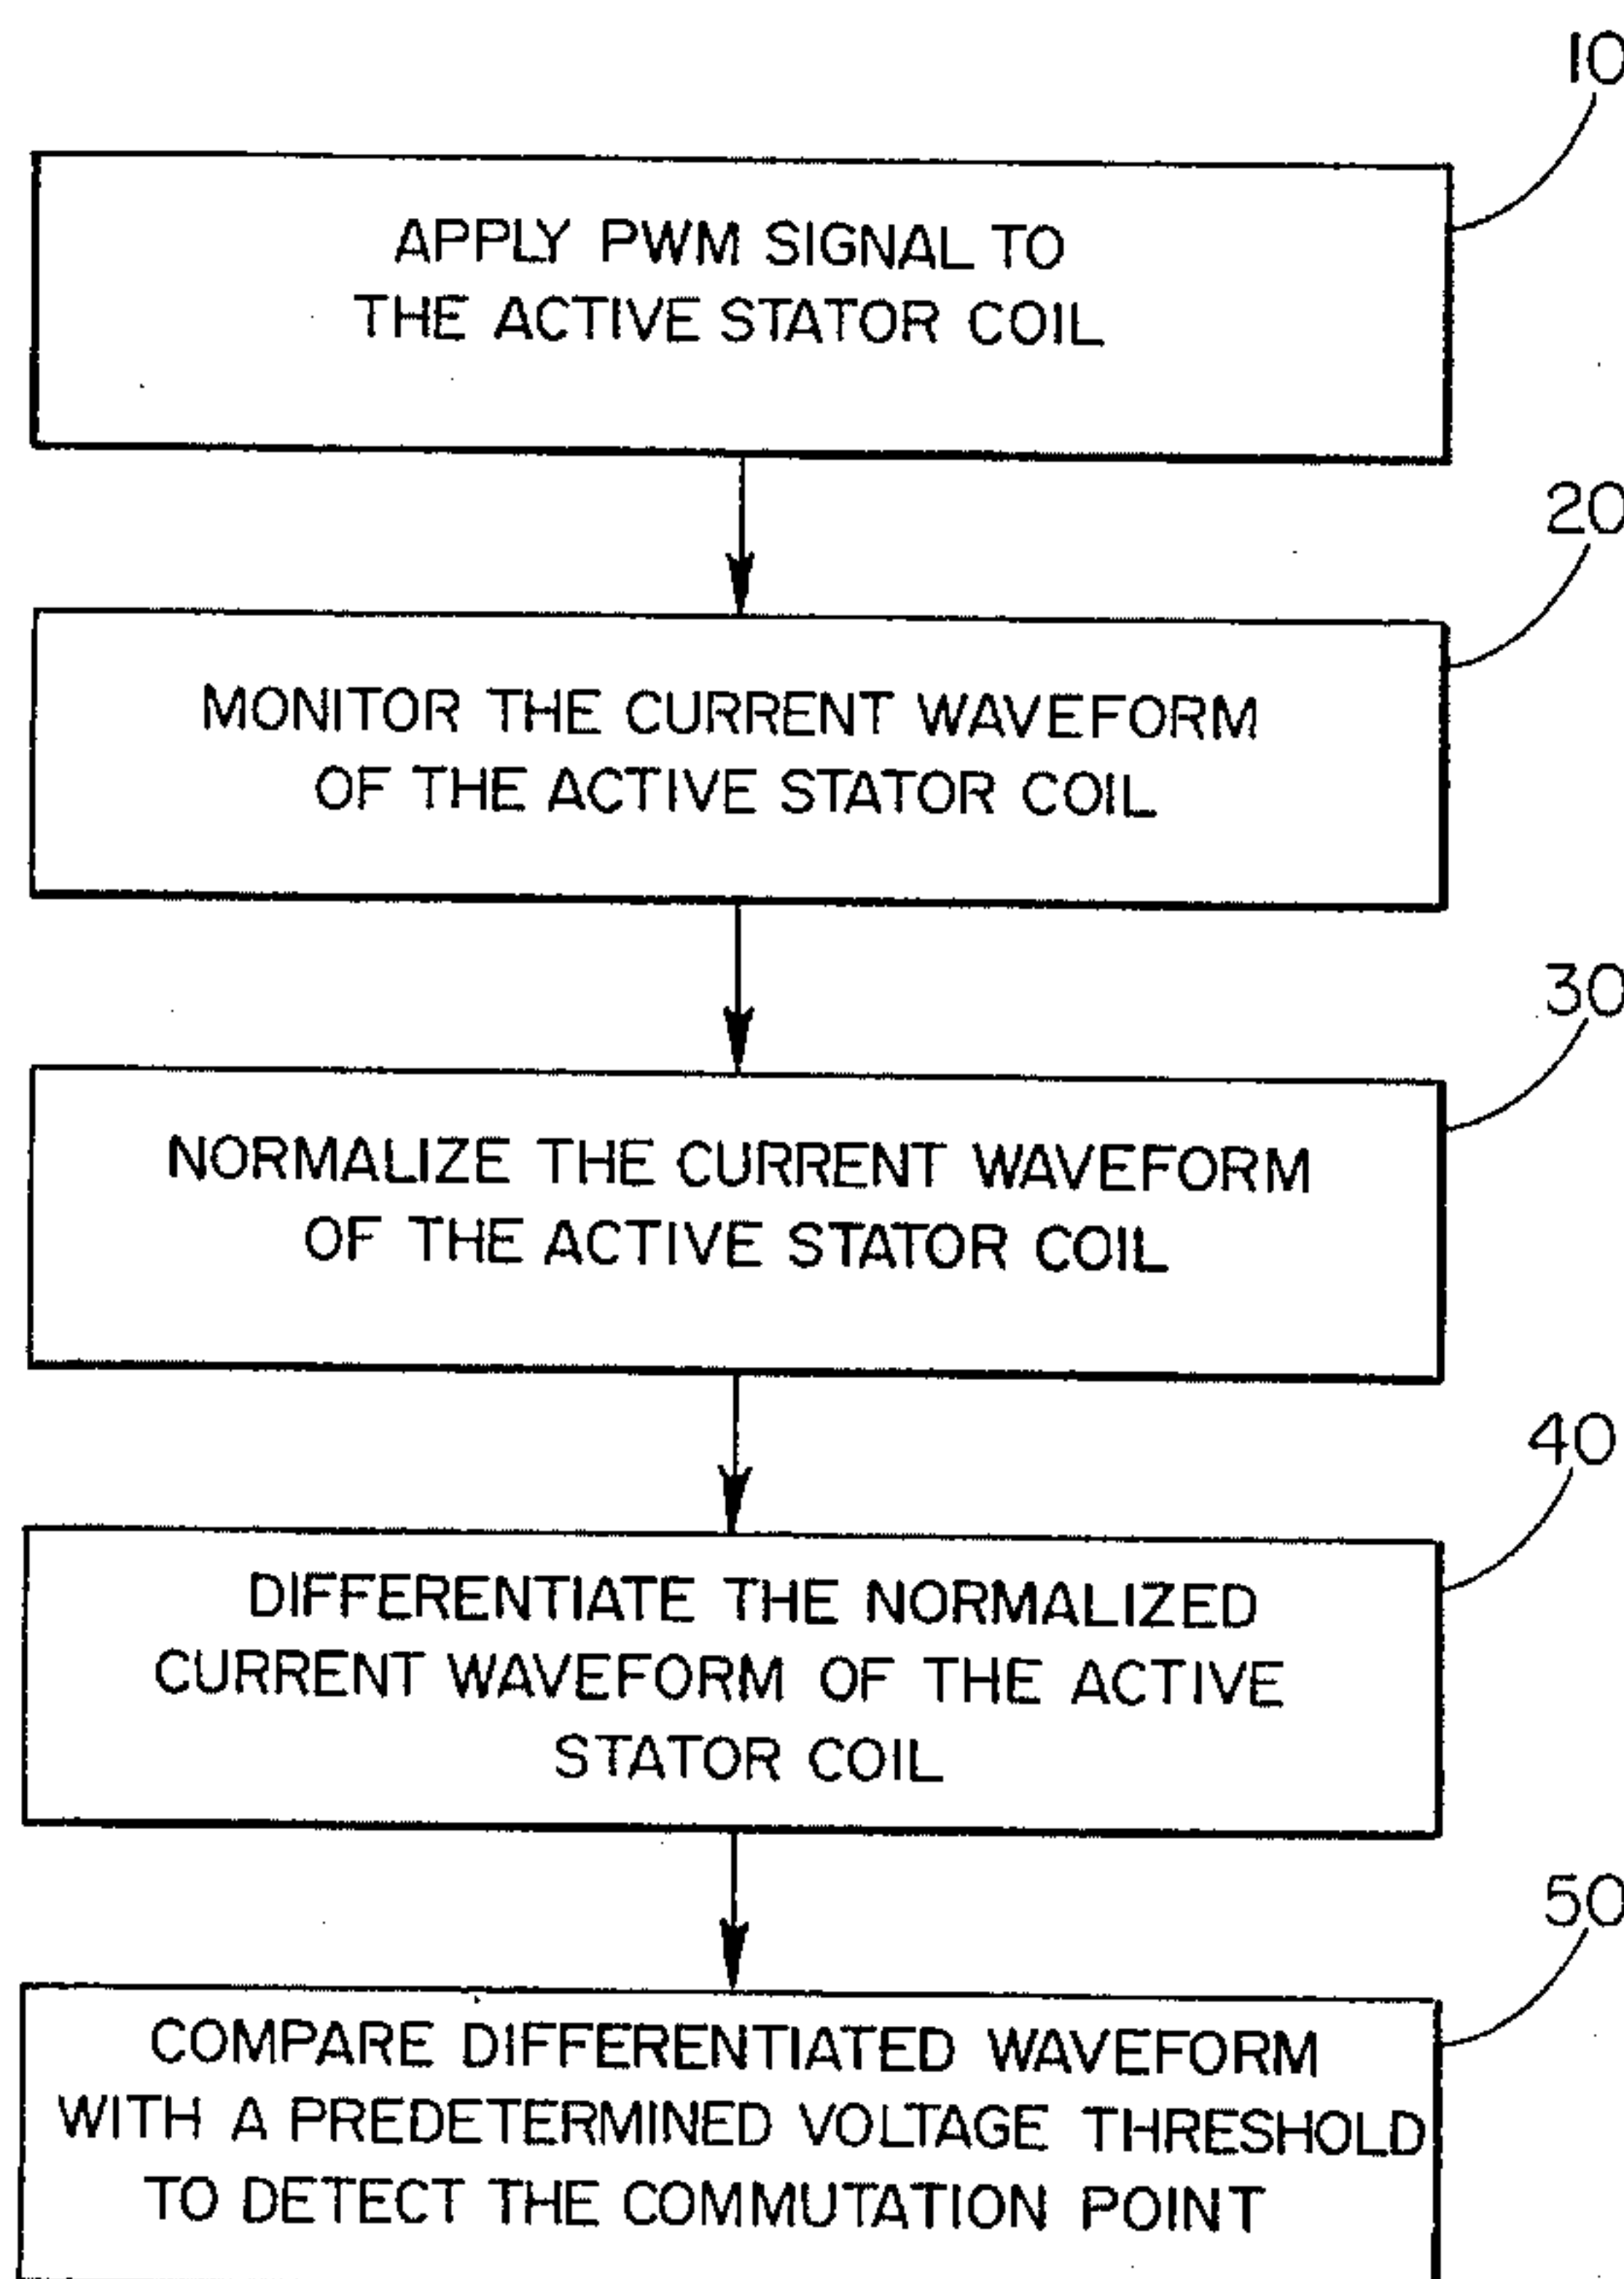 10
APPLY PWM SIGNAL TO
THE ACTIVE STATOR COIL
20
MONITOR THE CURRENT WAVEFORM
OF THE ACTIVE STATOR COIL
30
NORMALIZE THE CURRENT WAVEFORM
OF THE ACTIVE STATOR COIL
40
DIFFERENTIATE THE NORMALIZED
CURRENT WAVEFORM OF THE ACTIVE
STATOR COIL
50
COMPARE DIFFERENTIATED WAVEFORM
WITH A PREDETERMINED VOLTAGE THRESHOLD
TO DETECT THE COMMUTATION POINT